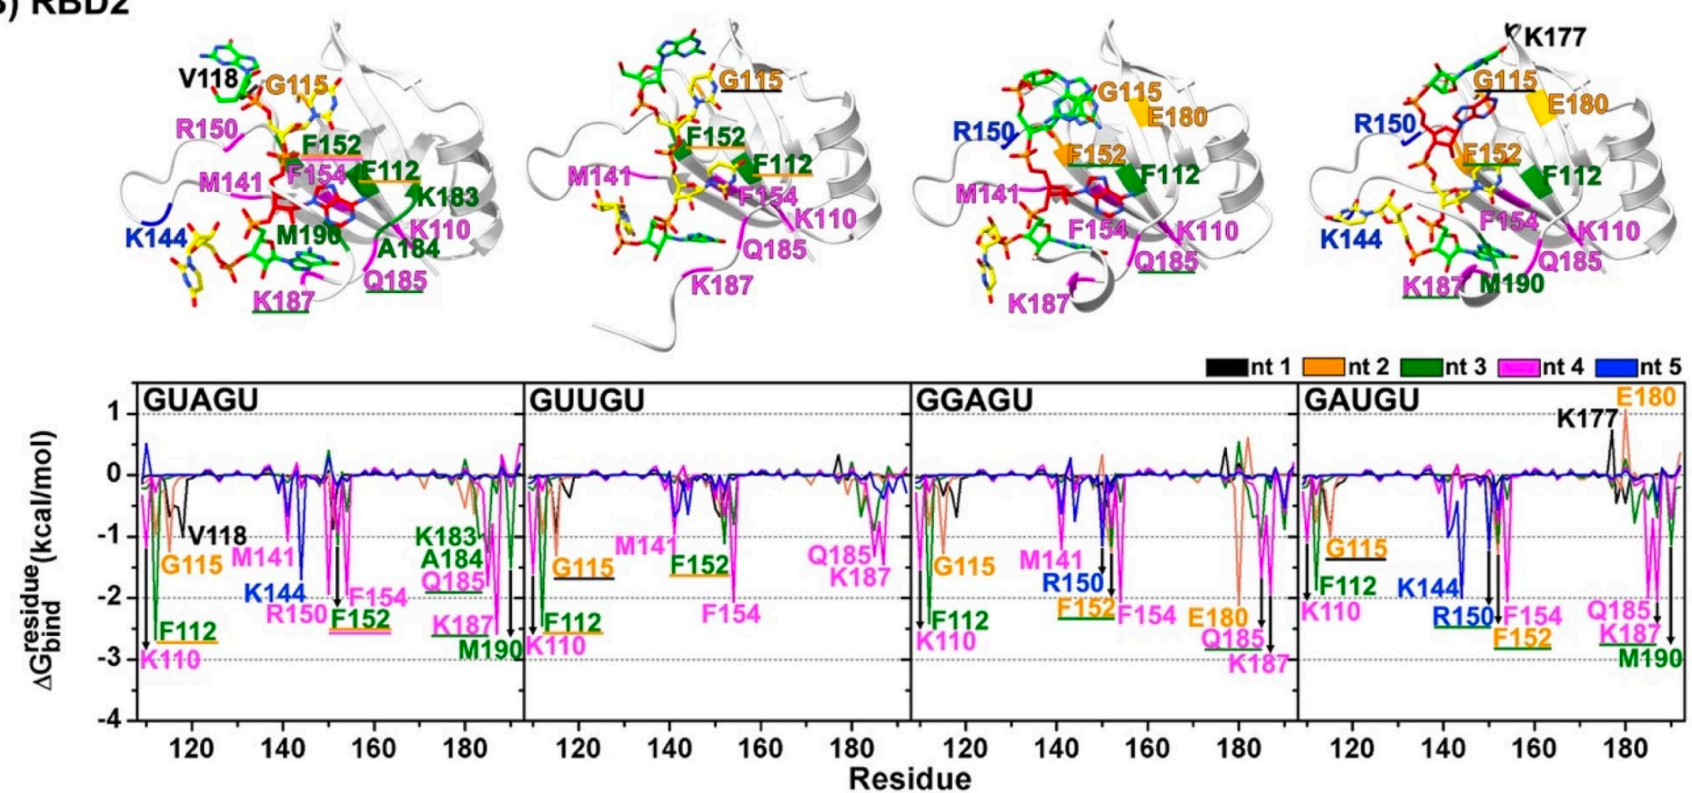 ) RBD2
V118
G115
R150
F152
F154
F112
M141
K183
K110
K144
M190
A184
Q185
K187
G115
F152
F112
M141
F154
K110
Q185
K187
G115
E180
R150
F152
F112
M141
F154
K110
Q185
K187
K177
G115
E180
R150
F152
F112
F154
K110
K144
Q185
K187
M190
nt 1 nt 2 nt 3 nt 4 nt 5
GUAGU GUUGU GGAGU GAUGU
ΔG residue bind (kcal/mol)
1
0
-1
-2
-3
-4
V118
G115
M141
K144
R150
F154
F152
F112
K110
K183
A184
Q185
K187
M190
G115
M141
F152
Q185
K187
F154
F112
K110
G115
M141
R150
F152
F154
F112
K110
E180
Q185
K187
K177
E180
G115
F112
K110
K144
R150
F154
F152
Q185
K187
M190
120 140 160 180 120 140 160 180 120 140 160 180 120 140 160 180
Residue